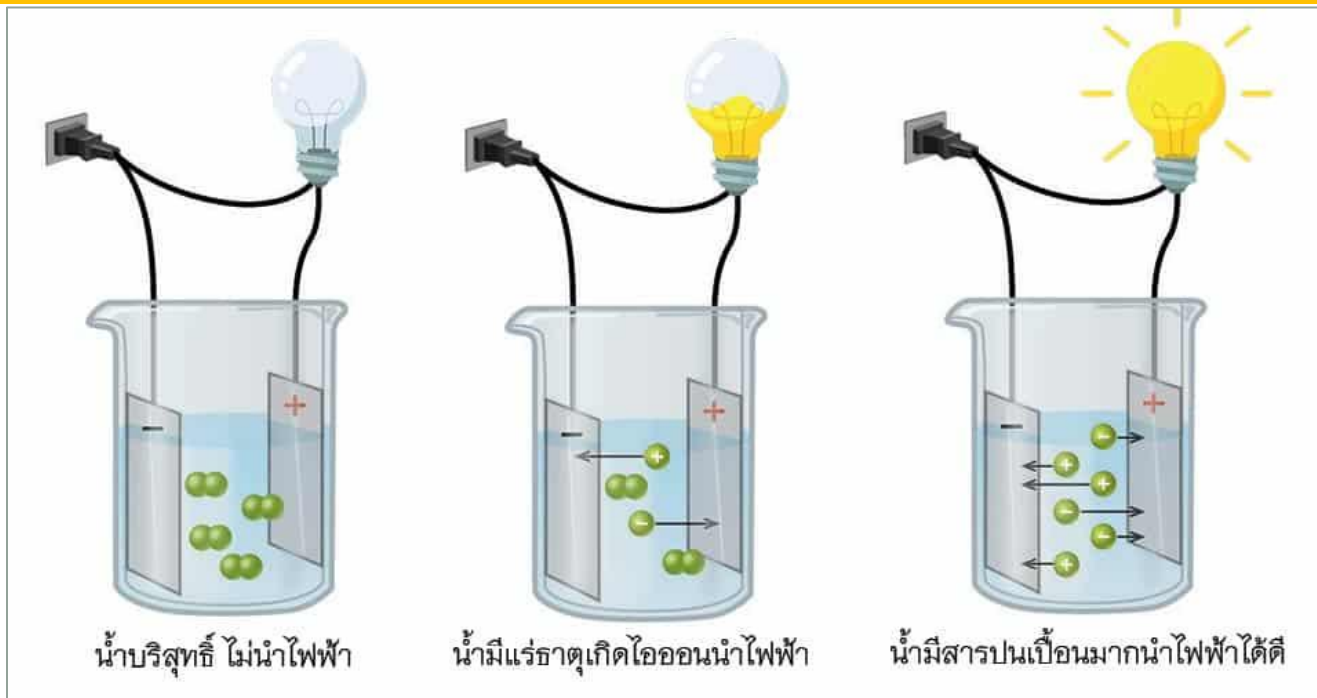 น้ำบริสุทธิ์ ไม่นำไฟฟ้า
น้ำมีแร่ธาตุเกิดไอออนนำไฟฟ้า
น้ำมีสารปนเปื้อนมากนำไฟฟ้าได้ดี